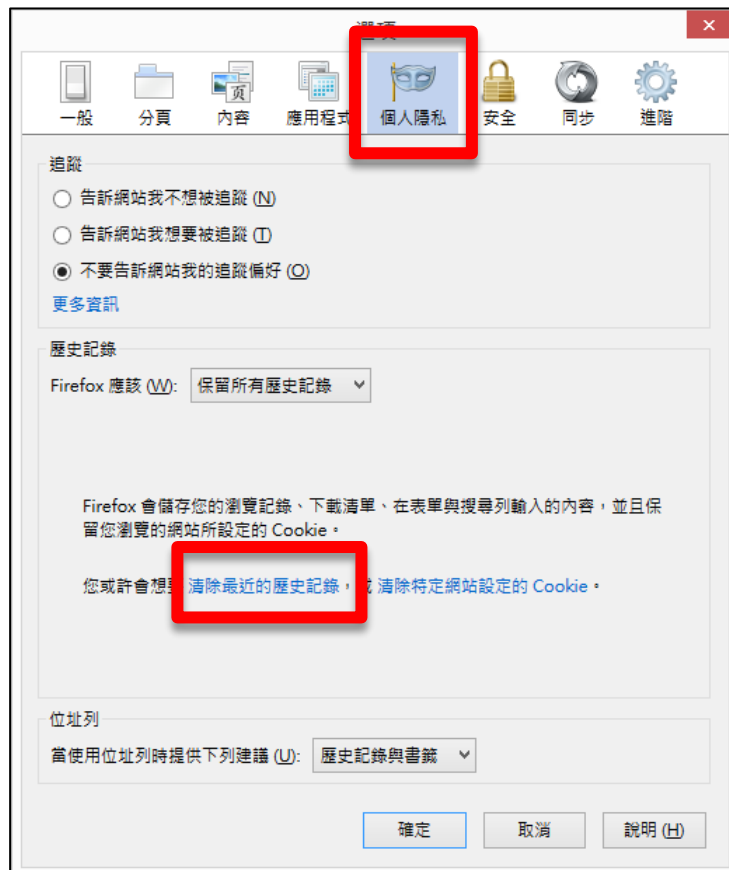 選項
一般 分頁 内容 應用程式 個人隱私 安全 同步 進階
页
追蹤
告訴網站我不想被追蹤 (N)
告訴網站我想要被追蹤 (T)
不要告訴網站我的追蹤偏好 (O)
更多資訊
歷史記錄
Firefox 應該 (W): 保留所有歷史記錄
Firefox 會儲存您的瀏覽記錄、下載清單、在表單與搜尋列輸入的內容，並且保
留您瀏覽的網站所設定的 Cookie。
您或許會想要 清除最近的歷史記錄，或 清除特定網站設定的 Cookie。
位址列
當使用位址列時提供下列建議 (U): 歷史記錄與書籤
確定 取消 說明 (H)